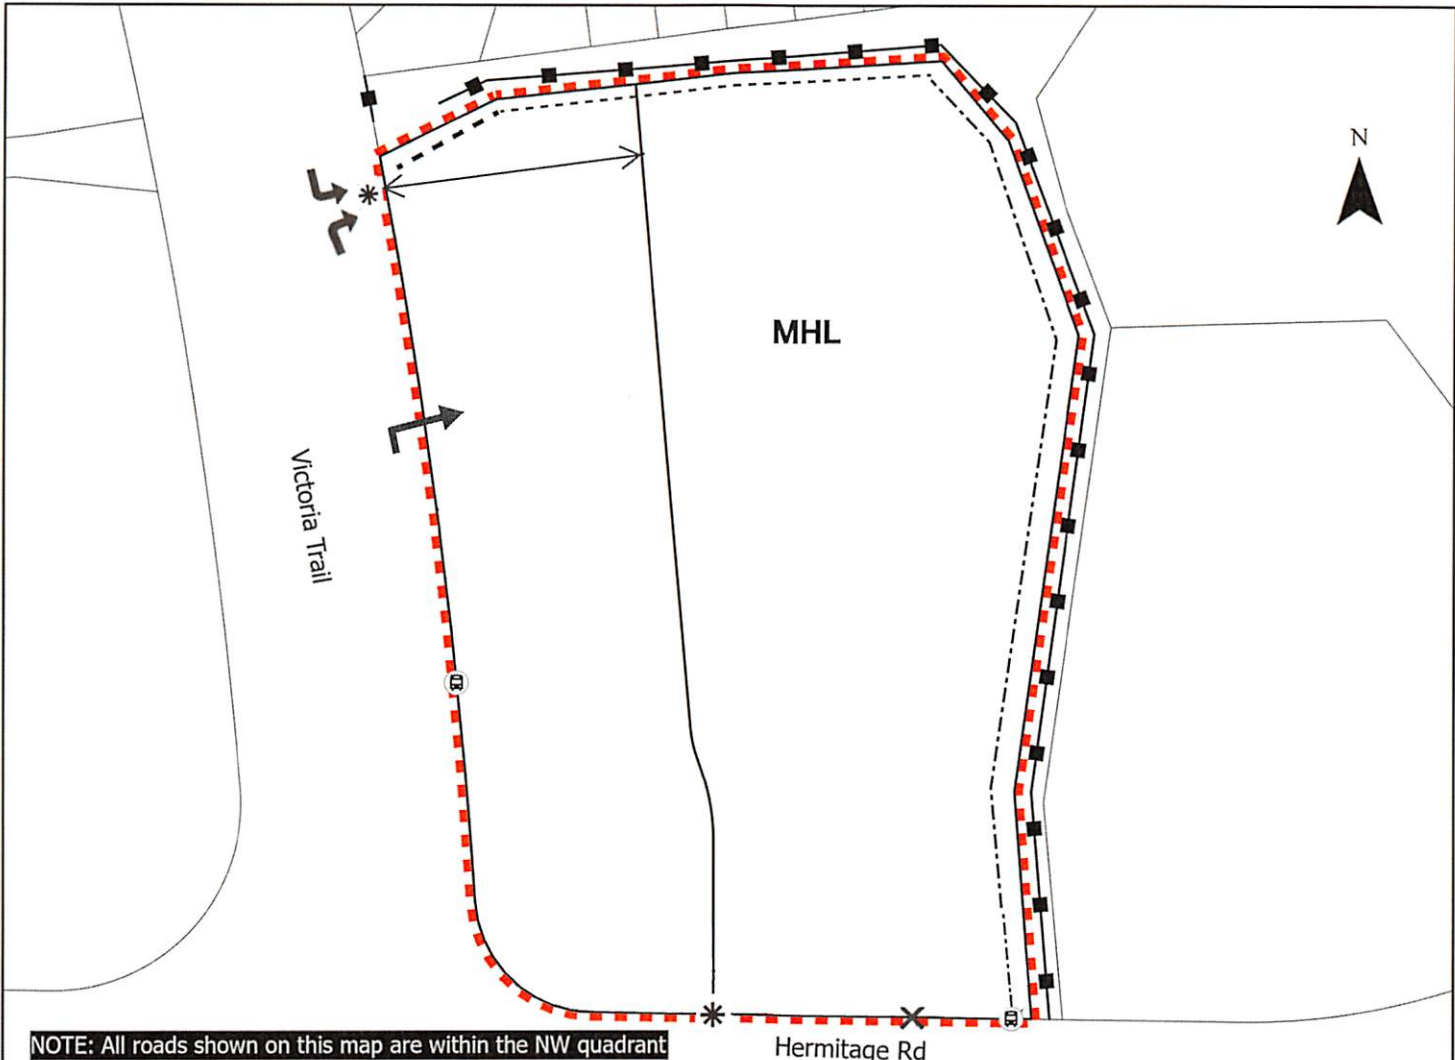 N
MHL
Victoria Trail
NOTE: All roads shown on this map are within the NW quadrant
Hermitage Rd